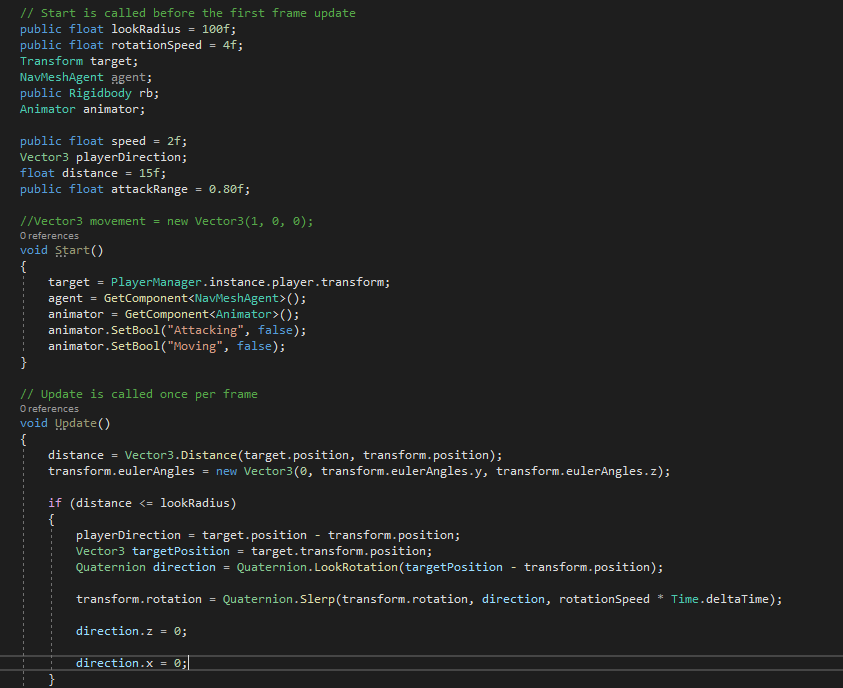 // Start is called before the first frame update
public float lookRadius = 100f;
public float rotationSpeed = 4f;
Transform target;
NavMeshAgent agent;
public Rigidbody rb;
Animator animator;
public float speed = 2f;
Vector3 playerDirection;
float distance = 15f;
public float attackRange = 0.80f;
//Vector3 movement = new Vector3(1, 0, 0);
0 references
void Start()
{
target = PlayerManager.instance.player.transform;
agent = GetComponent<NavMeshAgent>();
animator = GetComponent<Animator>();
animator.SetBool("Attacking", false);
animator.SetBool("Moving", false);
}
// Update is called once per frame
0 references
void Update()
{
distance = Vector3.Distance(target.position, transform.position);
transform.eulerAngles = new Vector3(0, transform.eulerAngles.y, transform.eulerAngles.z);
if (distance <= lookRadius)
{
playerDirection = target.position - transform.position;
Vector3 targetPosition = target.transform.position;
Quaternion direction = Quaternion.LookRotation(targetPosition - transform.position);
transform.rotation = Quaternion.Slerp(transform.rotation, direction, rotationSpeed * Time.deltaTime);
direction.z = 0;
direction.x = 0;
}